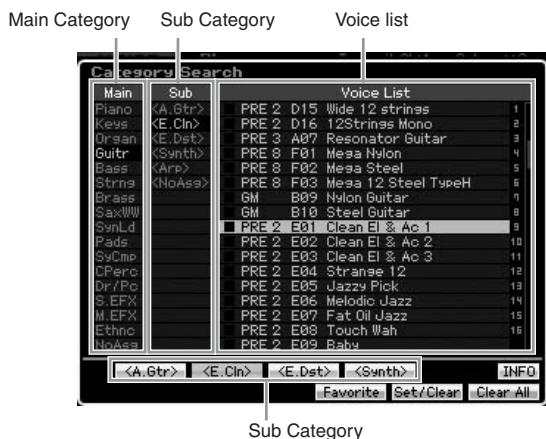 Main Category Sub Category Voice list
Category Search
Main Sub Voice List
Piano <A.Gtr> PRE 2 D15 Wide 12 strings 1
Keys <E.Cln> PRE 2 D16 12Strings Mono 2
Organ <E.Dst> PRE 3 A07 Resonator Guitar 3
Guitr <Synth> PRE 8 F01 Mega Nylon 4
Bass <Arp> PRE 8 F02 Mega Steel 5
Strng <NoAsg> PRE 8 F03 Mega 12 Steel TypeH 6
Brass GM B09 Nylon Guitar 7
SaxWW GM B10 Steel Guitar 8
SynLd PRE 2 E01 Clean El & Ac 1 9
Pads PRE 2 E02 Clean El & Ac 2 10
SyCmp PRE 2 E03 Clean El & Ac 3 11
CPerc PRE 2 E04 Strange 12 12
Dr/Pc PRE 2 E05 Jazzy Pick 13
S.EFX PRE 2 E06 Melodic Jazz 14
M.EFX PRE 2 E07 Fat Oil Jazz 15
Ethnc PRE 2 E08 Touch Wah 16
NoAsg PRE 2 E09 Baby
<A.Gtr> <E.Cln> <E.Dst> <Synth> INFO
Favorite Set/Clear Clear All
Sub Category